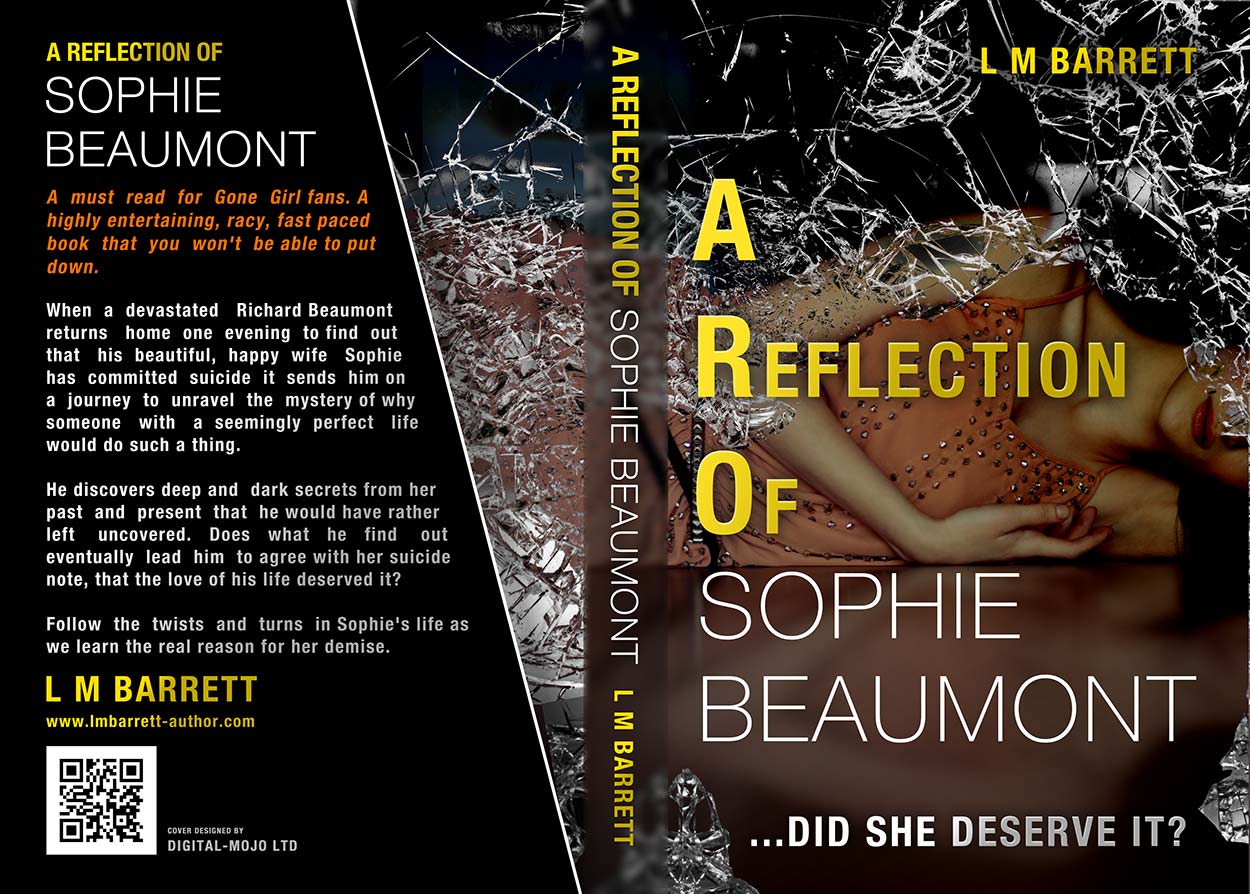 A REFLECTION OF
SOPHIE
BEAUMONT
A must read for Gone Girl fans. A
highly entertaining, racy, fast paced
book that you won't be able to put
down.
When a devastated Richard Beaumont
returns home one evening to find out
that his beautiful, happy wife Sophie
has committed suicide it sends him on
a journey to unravel the mystery of why
someone with a seemingly perfect life
would do such a thing.
He discovers deep and dark secrets from her
past and present that he would have rather
left uncovered. Does what he find out
eventually lead him to agree with her suicide
note, that the love of his life deserved it?
Follow the twists and turns in Sophie's life as
we learn the real reason for her demise.
L M BARRETT
www.lmbarrett-author.com
COVER DESIGNED BY
DIGITAL-MOJO LTD
A REFLECTION OF SOPHIE BEAUMONT L M BARRETT
L M BARRETT
A
REFLECTION
OF
SOPHIE
BEAUMONT
...DID SHE DESERVE IT?